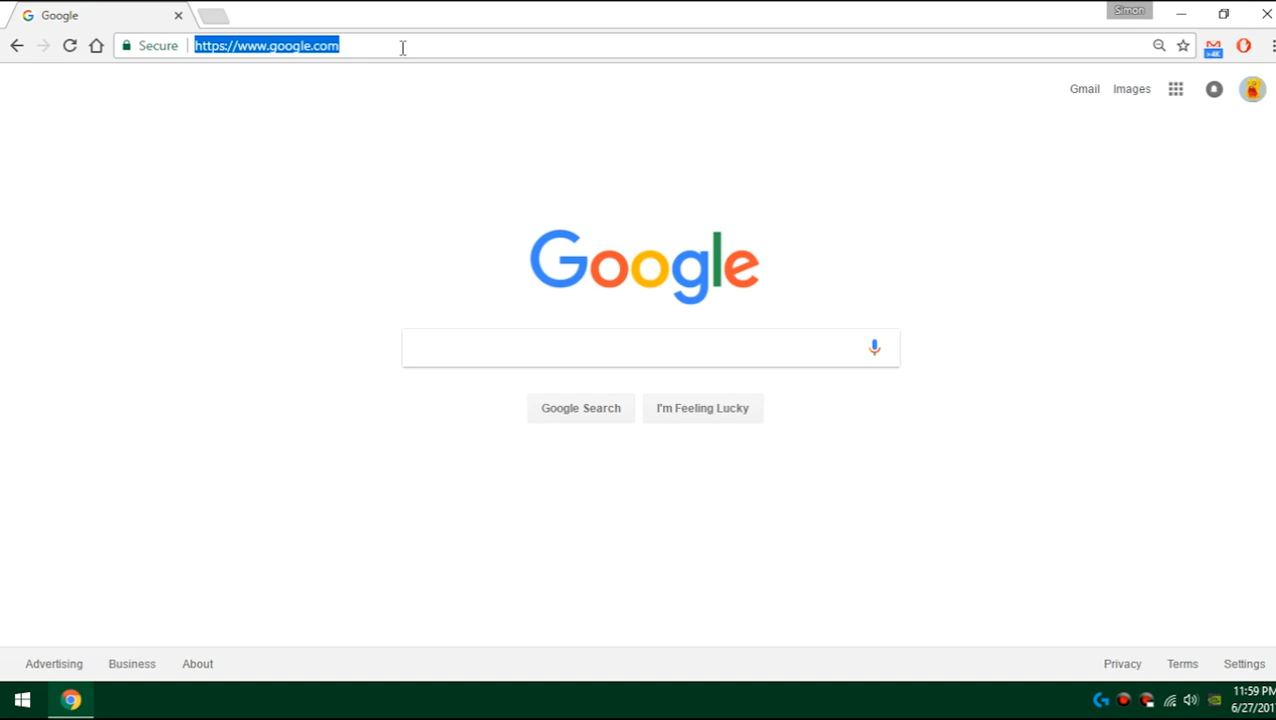 Google
Simon
Secure
https://www.google.com
>4K
Gmail
Images
Google
Google Search
I'm Feeling Lucky
Advertising
Business
About
Privacy
Terms
Settings
11:59 PM
6/27/201